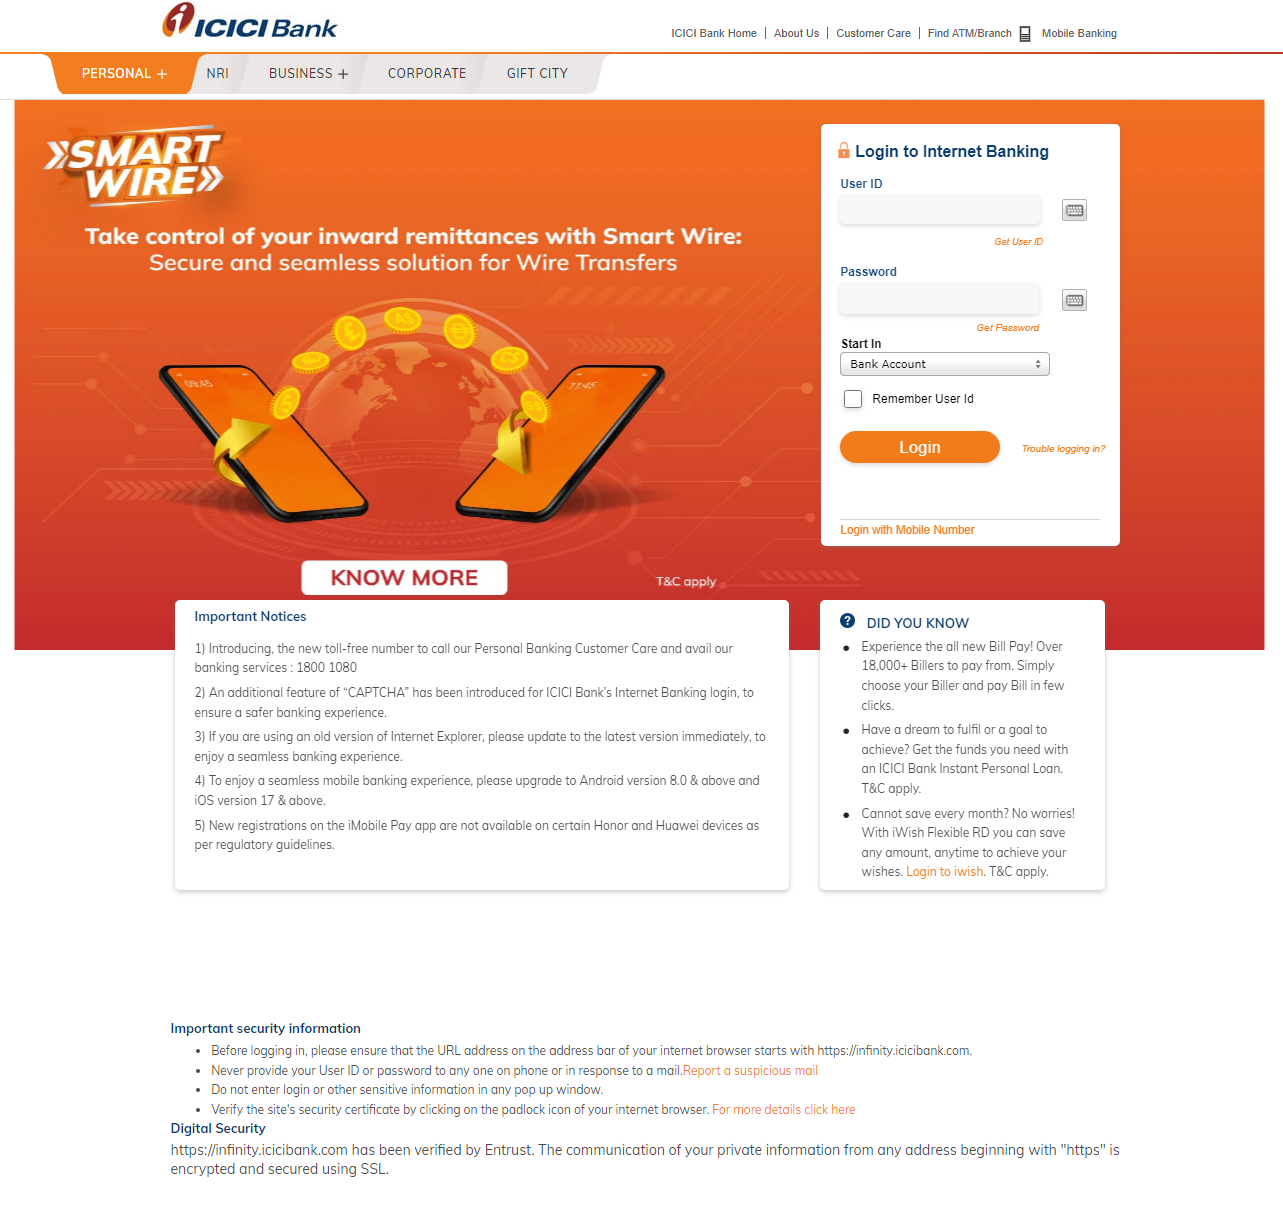 ICICI Bank
ICICI Bank Home | About Us | Customer Care | Find ATM/Branch Mobile Banking
PERSONAL + NRI BUSINESS + CORPORATE GIFT CITY
SMART
WIRE
Take control of your inward remittances with Smart Wire:
Secure and seamless solution for Wire Transfers
09:45
11:45
KNOW MORE
T&C apply
Login to Internet Banking
User ID
Get User ID
Password
Get Password
Start In
Bank Account
Remember User Id
Login
Trouble logging in?
Login with Mobile Number
Important Notices
1) Introducing, the new toll-free number to call our Personal Banking Customer Care and avail our
banking services : 1800 1080
2) An additional feature of “CAPTCHA” has been introduced for ICICI Bank’s Internet Banking login, to
ensure a safer banking experience.
3) If you are using an old version of Internet Explorer, please update to the latest version immediately, to
enjoy a seamless banking experience.
4) To enjoy a seamless mobile banking experience, please upgrade to Android version 8.0 & above and
iOS version 17 & above.
5) New registrations on the iMobile Pay app are not available on certain Honor and Huawei devices as
per regulatory guidelines.
DID YOU KNOW
Experience the all new Bill Pay! Over
18,000+ Billers to pay from. Simply
choose your Biller and pay Bill in few
clicks.
Have a dream to fulfil or a goal to
achieve? Get the funds you need with
an ICICI Bank Instant Personal Loan.
T&C apply.
Cannot save every month? No worries!
With iWish Flexible RD you can save
any amount, anytime to achieve your
wishes. Login to iwish. T&C apply.
Important security information
Before logging in, please ensure that the URL address on the address bar of your internet browser starts with https://infinity.icicibank.com.
Never provide your User ID or password to any one on phone or in response to a mail.Report a suspicious mail
Do not enter login or other sensitive information in any pop up window.
Verify the site's security certificate by clicking on the padlock icon of your internet browser. For more details click here
Digital Security
https://infinity.icicibank.com has been verified by Entrust. The communication of your private information from any address beginning with "https" is
encrypted and secured using SSL.